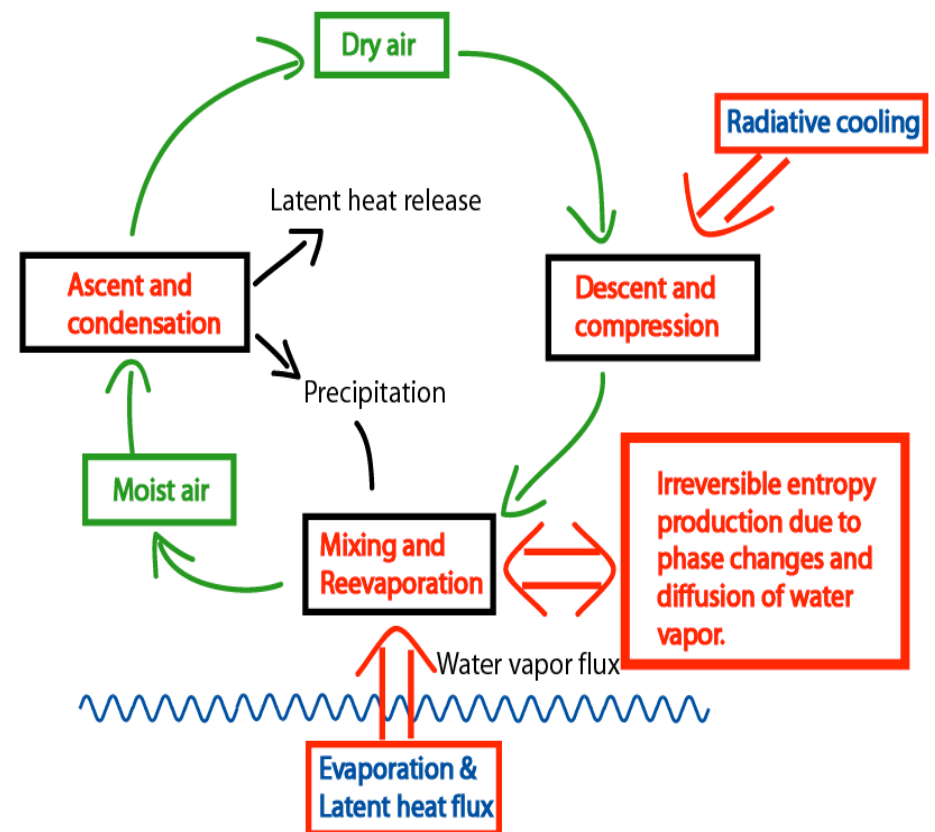 Dry air
Radiative cooling
Latent heat release
Ascent and
condensation
Descent and
compression
Precipitation
Moist air
Irreversible entropy
production due to
phase changes and
diffusion of water
vapor.
Mixing and
Reevaporation
Water vapor flux
Evaporation &
Latent heat flux